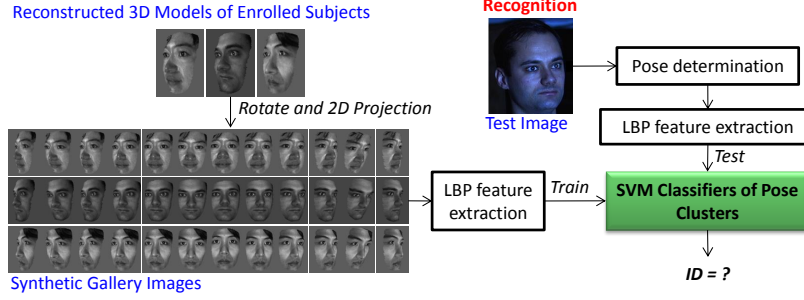 Reconstructed 3D Models of Enrolled Subjects
Rotate and 2D Projection
Synthetic Gallery Images
LBP feature
extraction
Train
Recognition
Test Image
Pose determination
LBP feature extraction
Test
SVM Classifiers of Pose
Clusters
ID = ?